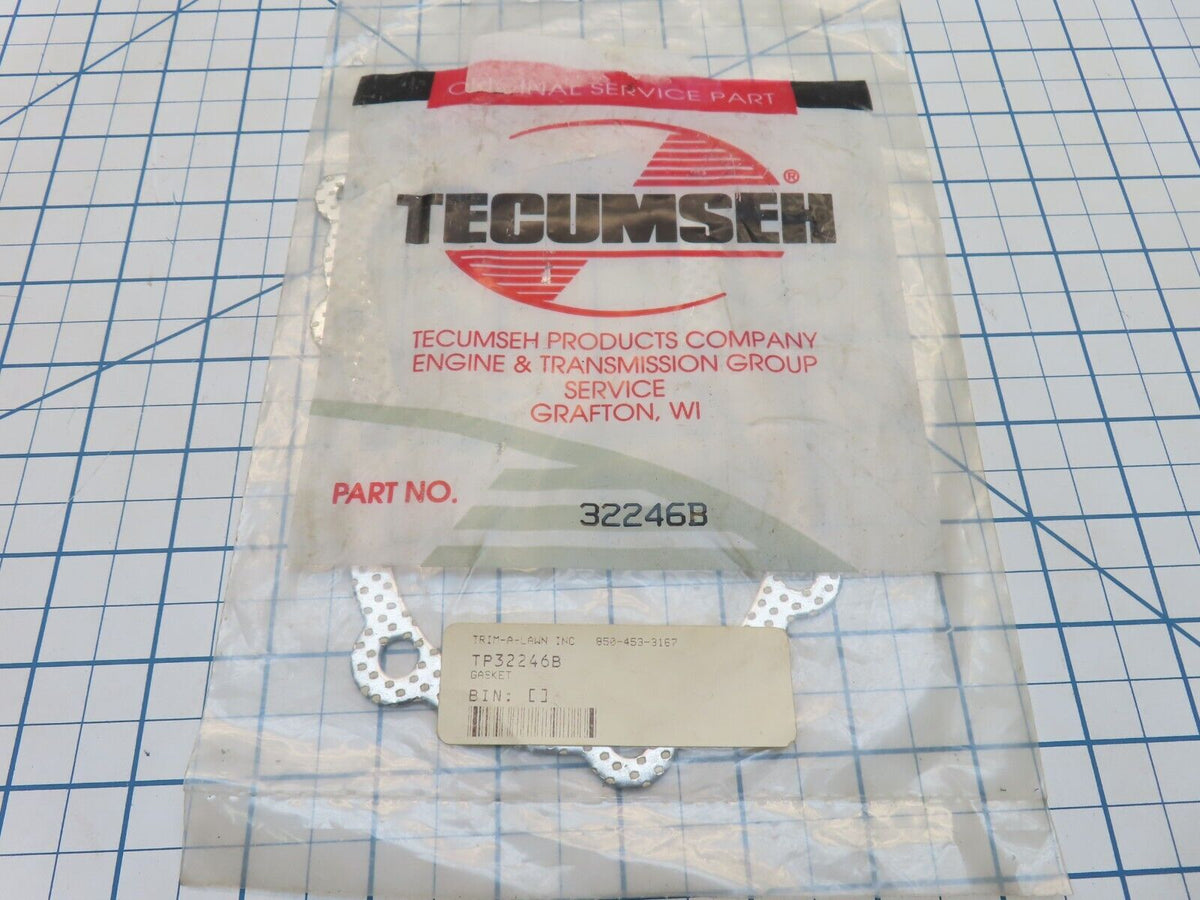 ORIGINAL SERVICE PART
TECUMSEH®
TECUMSEH PRODUCTS COMPANY
ENGINE & TRANSMISSION GROUP
SERVICE
GRAFTON, WI
PART NO. 32246B
TRIM-A-LAWN INC 850-453-3167
TP32246B
GASKET
BIN: []